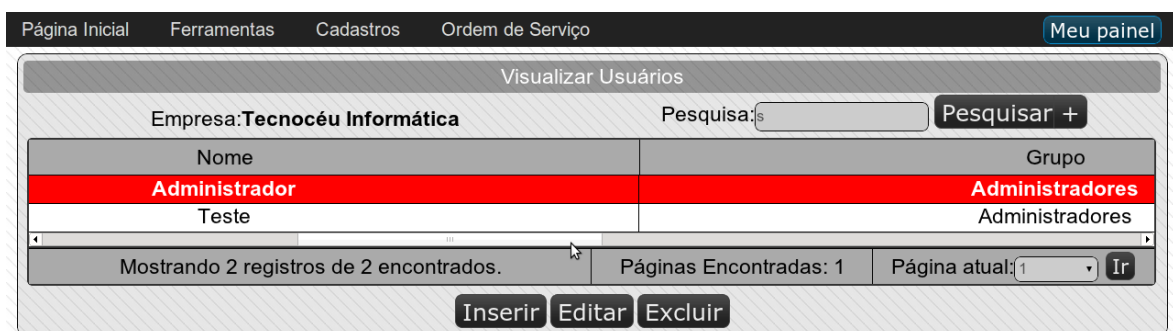 Página Inicial Ferramentas Cadastros Ordem de Serviço Meu painel
Visualizar Usuários
Empresa:Tecnocéu Informática Pesquisa: s Pesquisar +
Nome Grupo
Administrador Administradores
Teste Administradores
Mostrando 2 registros de 2 encontrados. Páginas Encontradas: 1 Página atual: 1 Ir
Inserir Editar Excluir